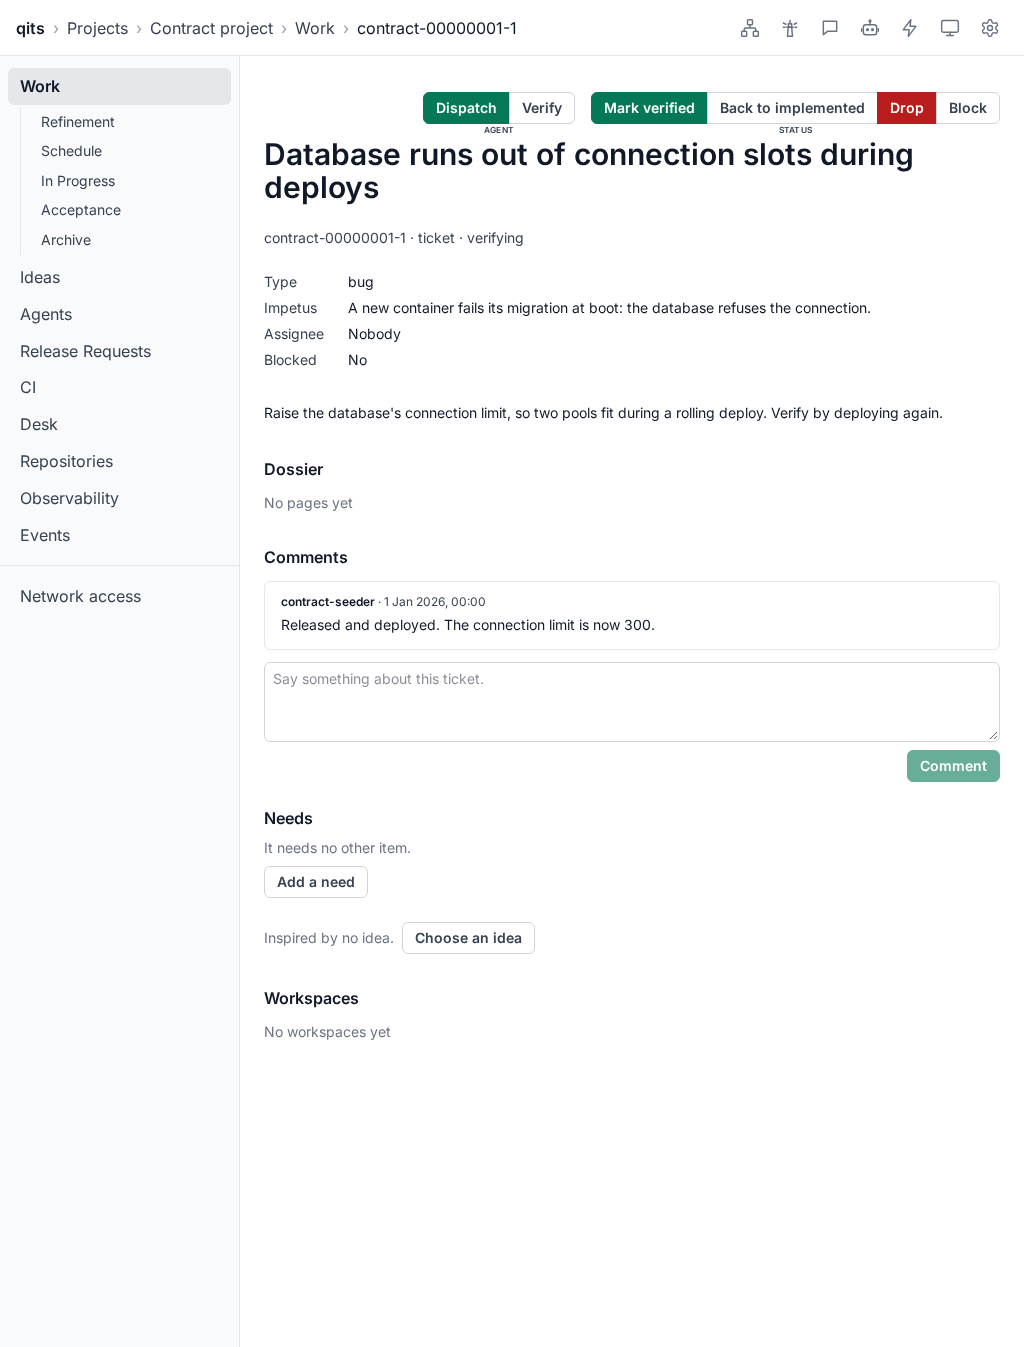 qits › Projects › Contract project › Work › contract-00000001-1
Work
Refinement
Schedule
In Progress
Acceptance
Archive
Ideas
Agents
Release Requests
CI
Desk
Repositories
Observability
Events
Network access
Dispatch Verify Mark verified Back to implemented Drop Block
AGENT STATUS
Database runs out of connection slots during
deploys
contract-00000001-1 · ticket · verifying
Type bug
Impetus A new container fails its migration at boot: the database refuses the connection.
Assignee Nobody
Blocked No
Raise the database's connection limit, so two pools fit during a rolling deploy. Verify by deploying again.
Dossier
No pages yet
Comments
contract-seeder · 1 Jan 2026, 00:00
Released and deployed. The connection limit is now 300.
Say something about this ticket.
Comment
Needs
It needs no other item.
Add a need
Inspired by no idea. Choose an idea
Workspaces
No workspaces yet